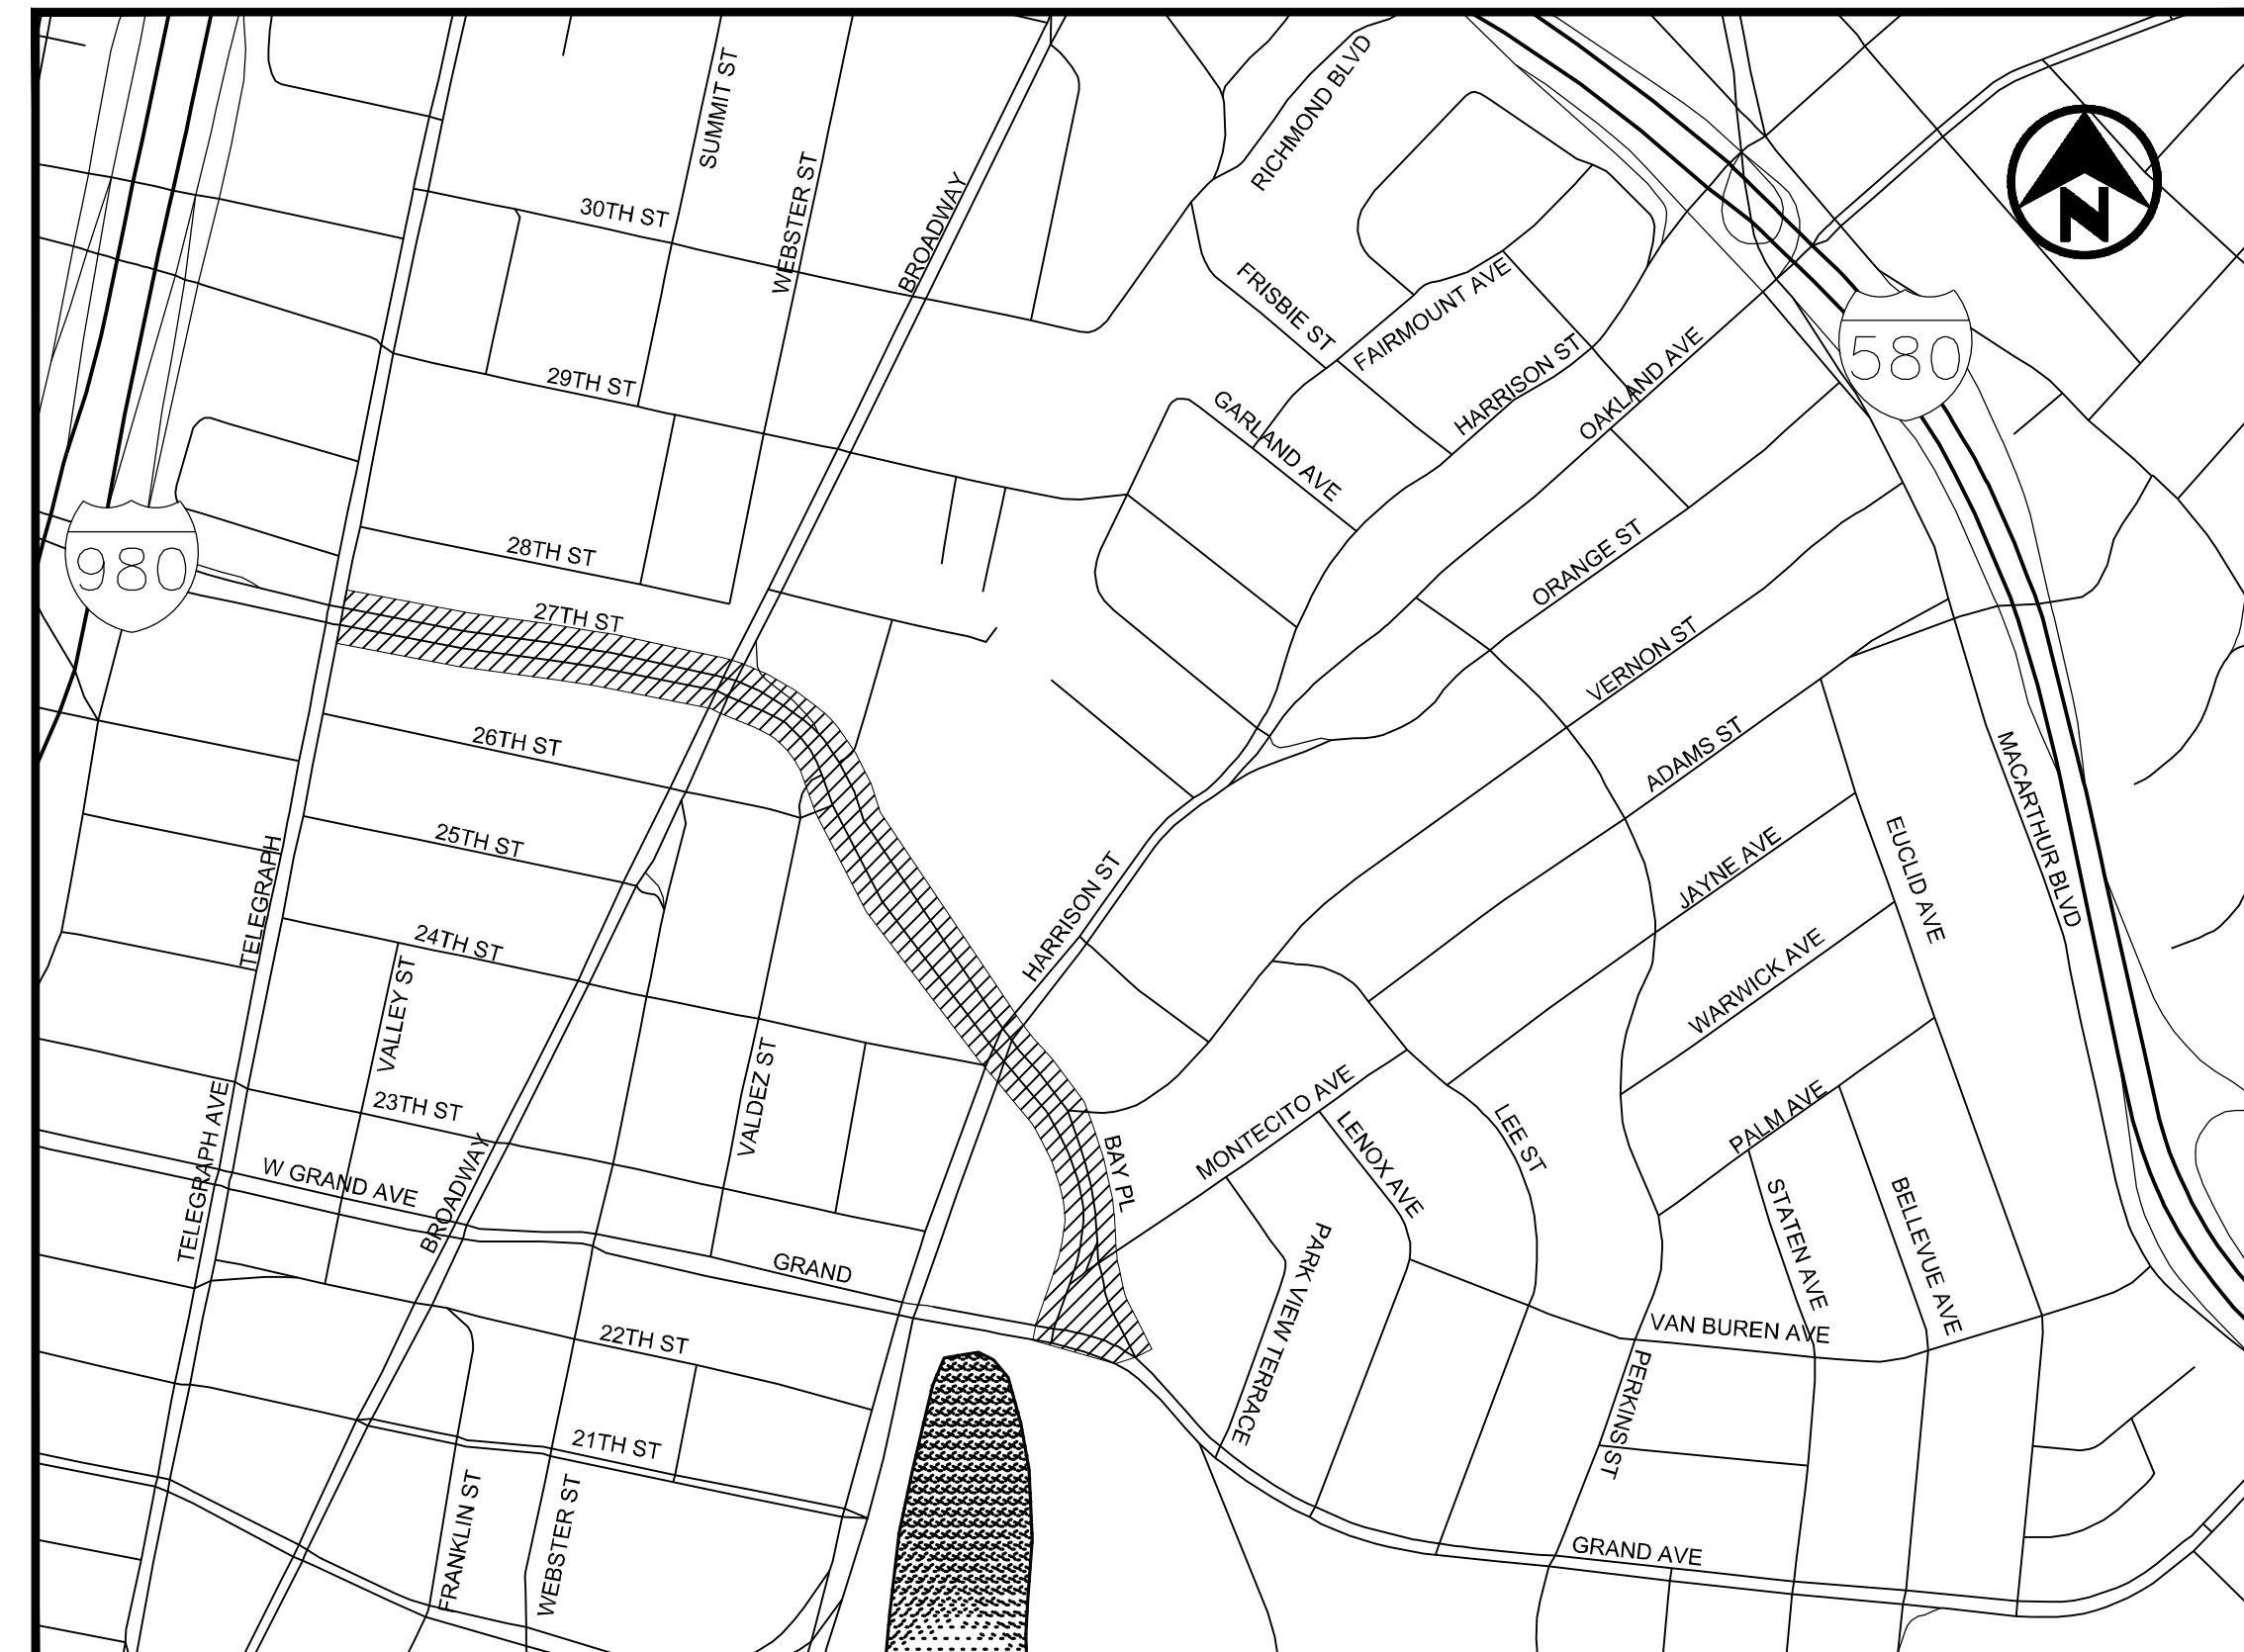 SUMMIT ST
WEBSTER ST
BROADWAY
RICHMOND BLVD
N
30TH ST
FRISBIE ST
FAIRMOUNT AVE
HARRISON ST
OAKLAND AVE
580
29TH ST
GARLAND AVE
980
28TH ST
ORANGE ST
27TH ST
VERNON ST
26TH ST
ADAMS ST
MACARTHUR BLVD
25TH ST
TELEGRAPH
HARRISON ST
JAYNE AVE
EUCLID AVE
24TH ST
VALLEY ST
WARWICK AVE
VALDEZ ST
23TH ST
TELEGRAPH AVE
W GRAND AVE
BROADWAY
BAY PL
MONTECITO AVE
LENOX AVE
LEE ST
PALM AVE
STATEN AVE
BELLEVUE AVE
GRAND
PARK VIEW TERRACE
22TH ST
VAN BUREN AVE
PERKINS ST
21TH ST
FRANKLIN ST
WEBSTER ST
GRAND AVE